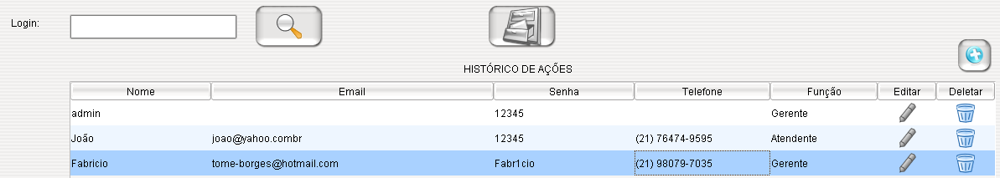 Login:
HISTÓRICO DE AÇÕES
Nome Email Senha Telefone Função Editar Deletar
admin 12345 Gerente
João joao@yahoo.combr 12345 (21) 76474-9595 Atendente
Fabricio tome-borges@hotmail.com Fabr1cio (21) 98079-7035 Gerente